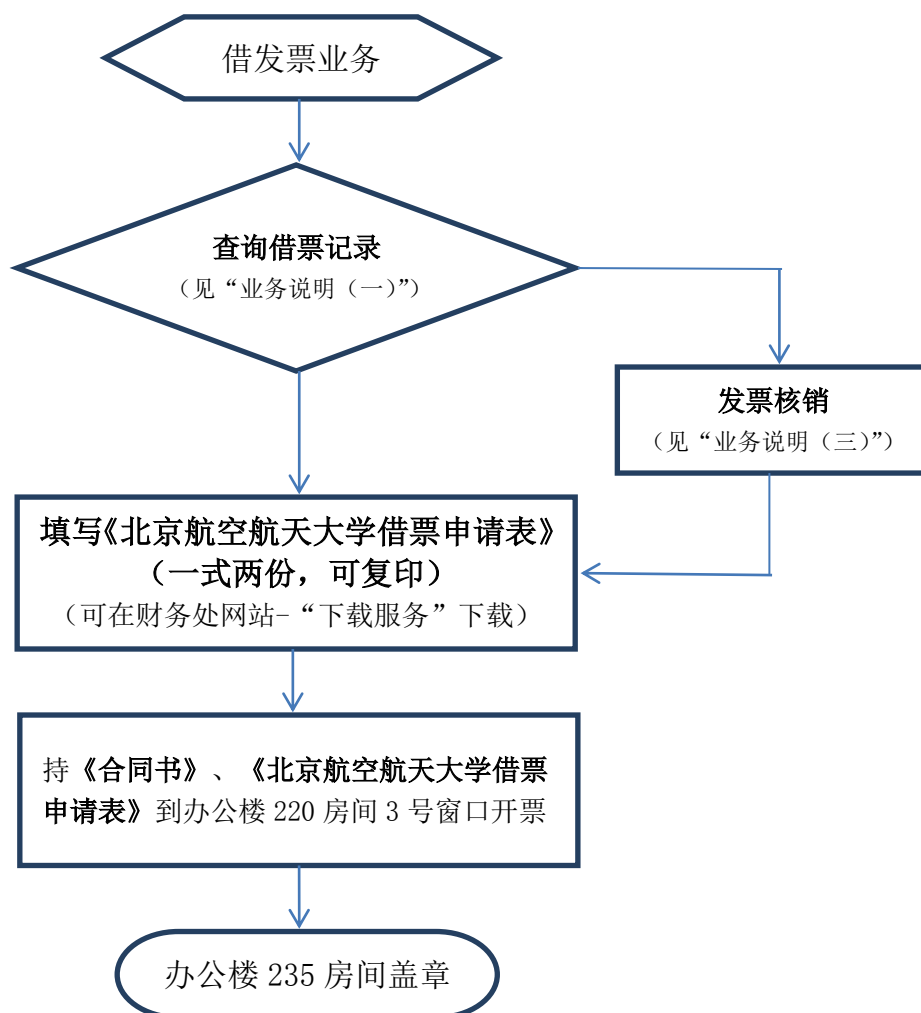 借发票业务
查询借票记录
（见“业务说明（一）”）
发票核销
（见“业务说明（三）”）
填写《北京航空航天大学借票申请表》
（一式两份，可复印）
（可在财务处网站-“下载服务”下载）
持《合同书》、《北京航空航天大学借票
申请表》到办公楼 220 房间 3 号窗口开票
办公楼 235 房间盖章